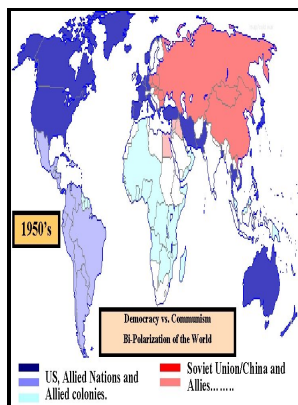 1950's
Democracy vs. Communism
Bi-Polarization of the World
US, Allied Nations and
Allied colonies.
Soviet Union/China and
Allies........